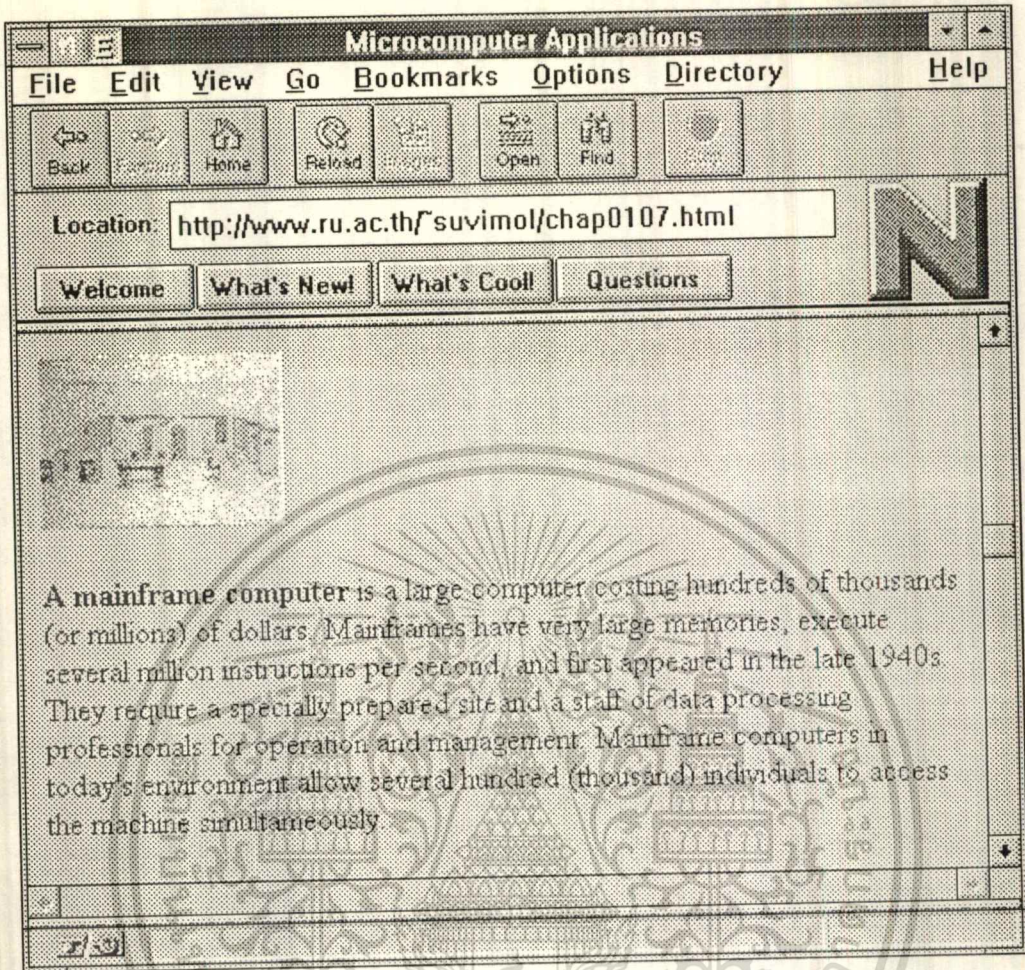 Microcomputer Applications
File Edit View Go Bookmarks Options Directory Help
Back Forward Home Reload Images Open Find Stop
Location: http://www.ru.ac.th/~suvimol/chap0107.html
Welcome What's New! What's Cool! Questions
N
A mainframe computer is a large computer costing hundreds of thousands
(or millions) of dollars. Mainframes have very large memories, execute
several million instructions per second, and first appeared in the late 1940s
They require a specially prepared site and a staff of data processing
professionals for operation and management. Mainframe computers in
today's environment allow several hundred (thousand) individuals to access
the machine simultameously.